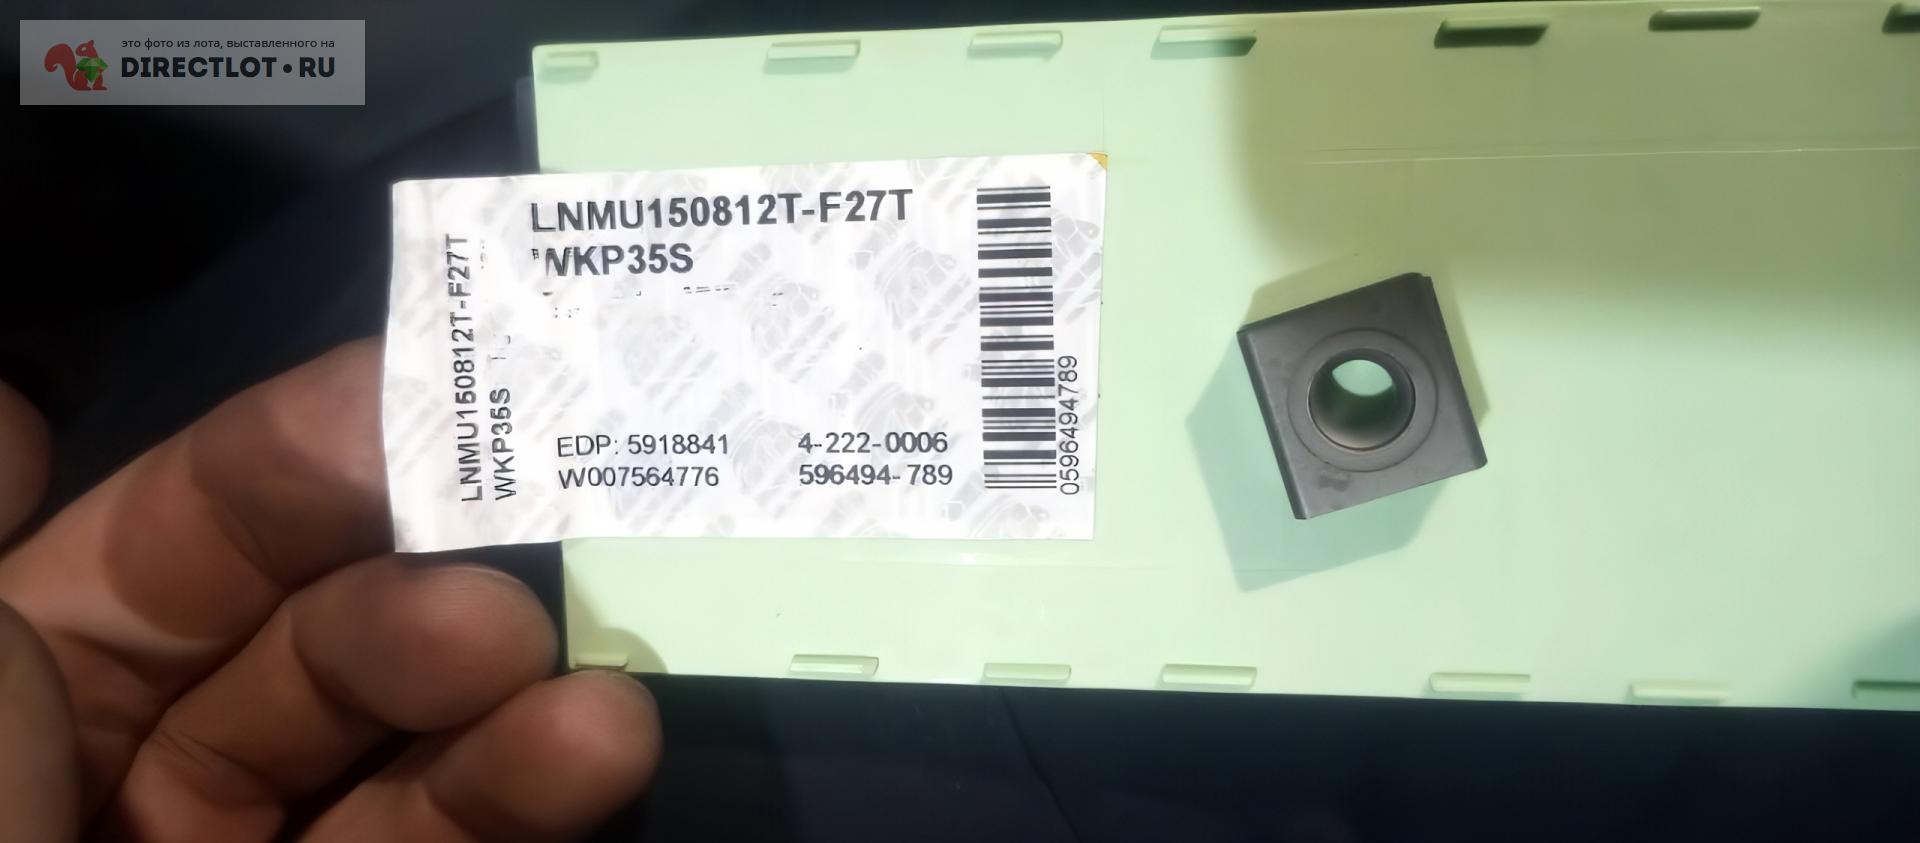 это фото из лота, выставленного на
DIRECTLOT•RU
LNMU150812T-F27T
WKP35S
LNMU150812T-F27T
WKP35S
EDP: 5918841 4-222-0006
W007564776 596494-789
0596494789